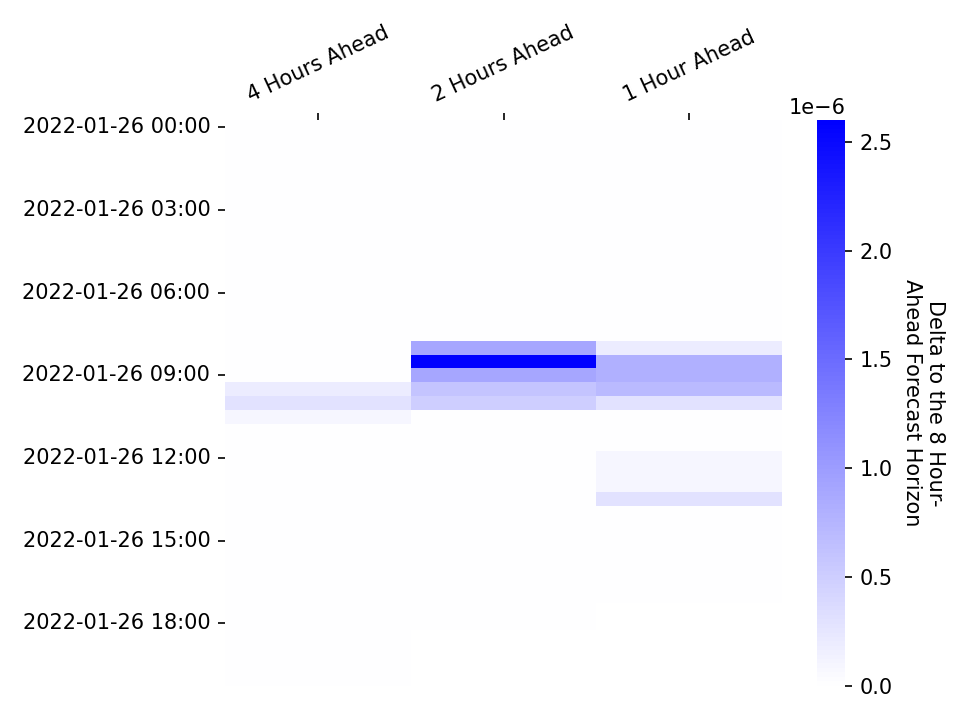 4 Hours Ahead
2 Hours Ahead
1 Hour Ahead
1e−6
2022-01-26 00:00
2022-01-26 03:00
2022-01-26 06:00
2022-01-26 09:00
2022-01-26 12:00
2022-01-26 15:00
2022-01-26 18:00
2.5
2.0
1.5
1.0
0.5
0.0
Delta to the 8 Hour-
Ahead Forecast Horizon